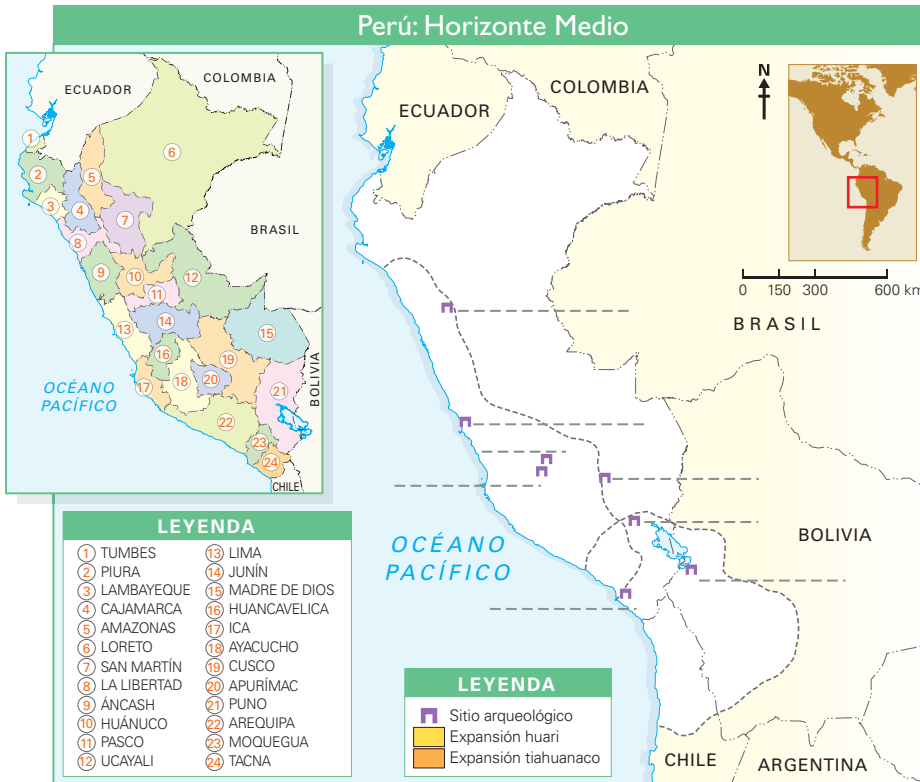 Perú: Horizonte Medio
COLOMBIA
ECUADOR
1
2
3
4
5
6
7
8
9
10
11
12
13
14
15
16
17
18
19
20
21
22
23
24
BRASIL
BOLIVIA
OCÉANO
PACÍFICO
CHILE
COLOMBIA
ECUADOR
N
0 150 300 600 km
BRASIL
BOLIVIA
OCÉANO
PACÍFICO
CHILE
ARGENTINA
LEYENDA
1 TUMBES
2 PIURA
3 LAMBAYEQUE
4 CAJAMARCA
5 AMAZONAS
6 LORETO
7 SAN MARTÍN
8 LA LIBERTAD
9 ÁNCASH
10 HUÁNUCO
11 PASCO
12 UCAYALI
13 LIMA
14 JUNÍN
15 MADRE DE DIOS
16 HUANCAVELICA
17 ICA
18 AYACUCHO
19 CUSCO
20 APURÍMAC
21 PUNO
22 AREQUIPA
23 MOQUEGUA
24 TACNA
LEYENDA
Sitio arqueológico
Expansión huari
Expansión tiahuanaco